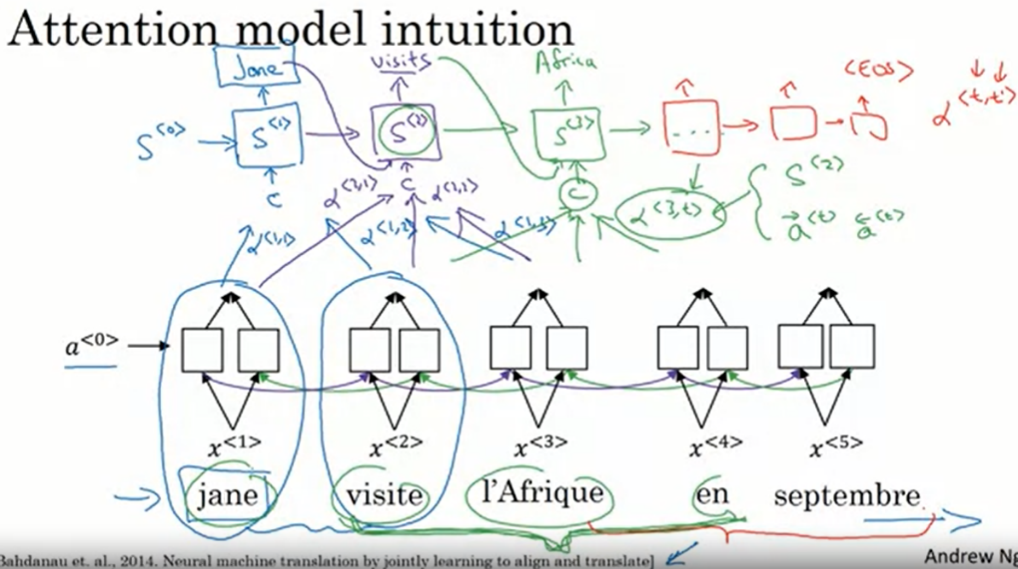 Attention model intuition
Jane visits Africa <EOS> α<t,t'>
S<0> S<1> S<2> S<3> ...
c c c α<3,t> S<2>
α<1,1> α<2,1> α<1,2> α<2,2> α<1,3> a<t> a<t>
a<0>
x<1> x<2> x<3> x<4> x<5>
jane visite l'Afrique en septembre
Bahdanau et. al., 2014. Neural machine translation by jointly learning to align and translate]
Andrew Ng